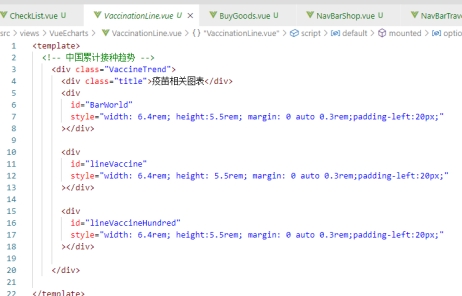 CheckList.vue U
VaccinationLine.vue U
BuyGoods.vue U
NavBarShop.vue U
NavBarTrav
src > views > VueEcharts > VaccinationLine.vue > {} "VaccinationLine.vue" > script > default > mounted > optio
1 <template>
2 <!-- 中国累计接种趋势 -->
3 <div class="VaccineTrend">
4 <div class="title">疫苗相关图表</div>
5 <div
6 id="BarWorld"
7 style="width: 6.4rem; height:5.5rem; margin: 0 auto 0.3rem;padding-left:20px;"
8 ></div>
9
10 <div
11 id="lineVaccine"
12 style="width: 6.4rem; height: 5.5rem; margin: 0 auto 0.3rem;padding-left:20px;"
13 ></div>
14
15 <div
16 id="lineVaccineHundred"
17 style="width: 6.4rem; height:5.5rem; margin: 0 auto 0.3rem;padding-left:20px;"
18 ></div>
19
20 </div>
21
22 </template>